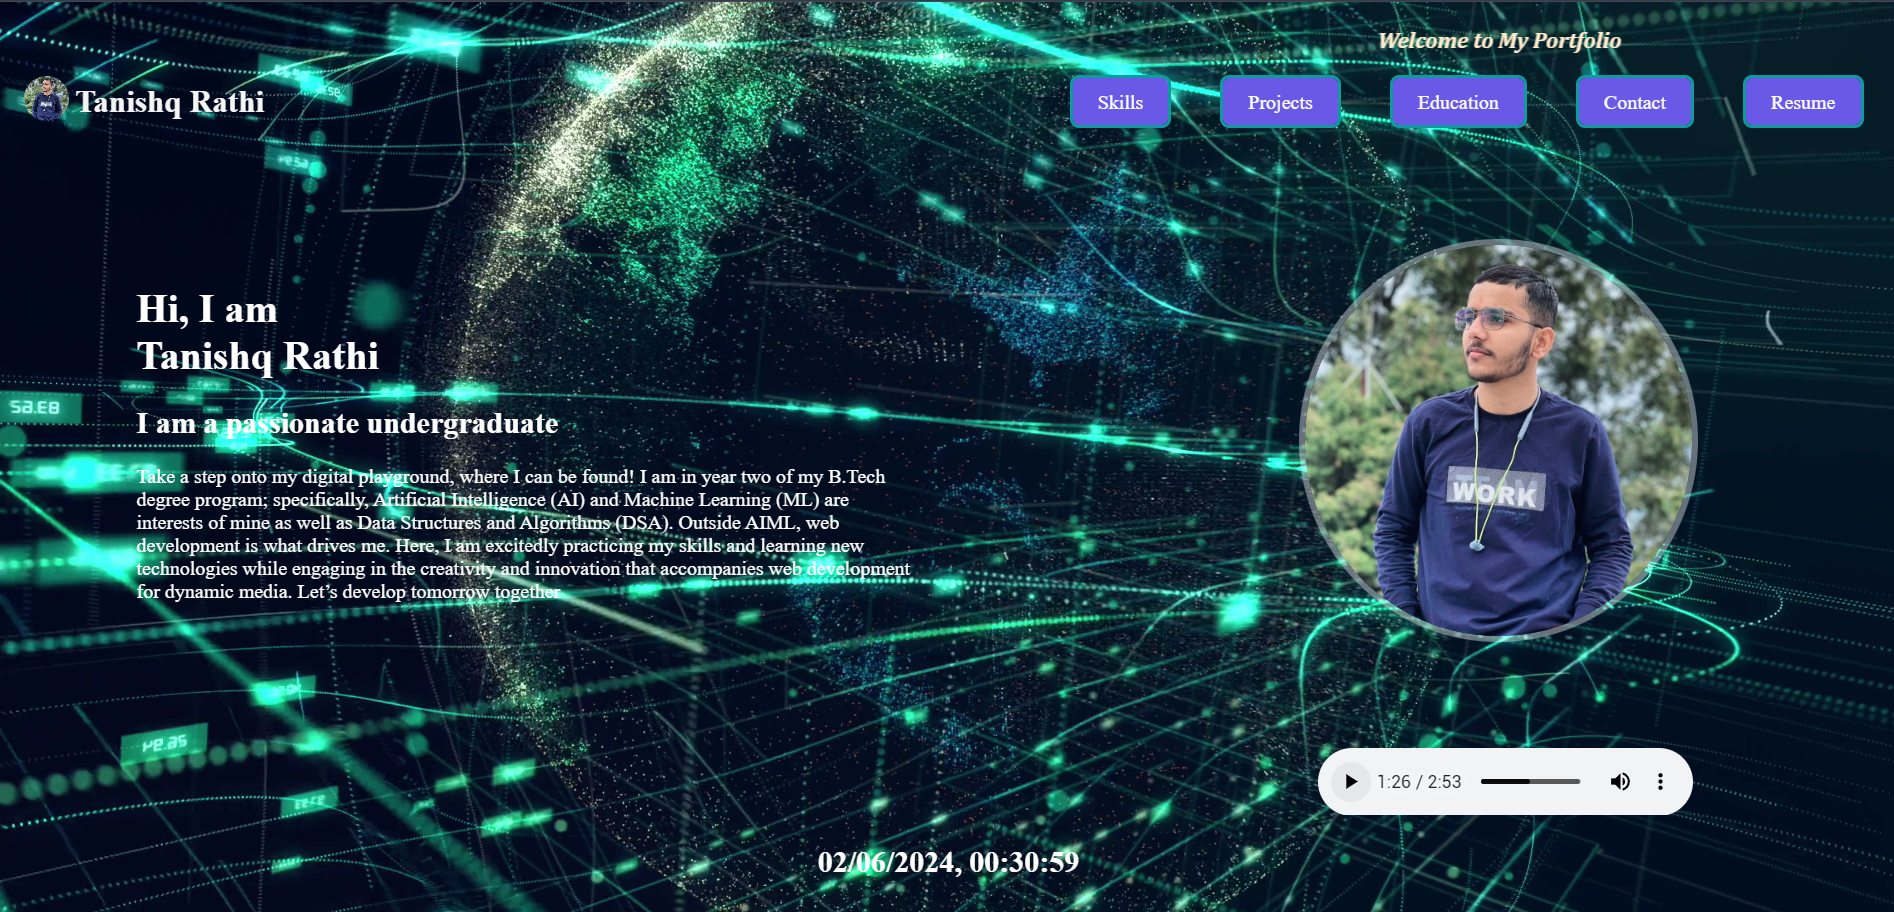 Welcome to My Portfolio
Tanishq Rathi
Skills
Projects
Education
Contact
Resume
Hi, I am
Tanishq Rathi
I am a passionate undergraduate
Take a step onto my digital playground, where I can be found! I am in year two of my B.Tech
degree program; specifically, Artificial Intelligence (AI) and Machine Learning (ML) are
interests of mine as well as Data Structures and Algorithms (DSA). Outside AIML, web
development is what drives me. Here, I am excitedly practicing my skills and learning new
technologies while engaging in the creativity and innovation that accompanies web development
for dynamic media. Let’s develop tomorrow together
WORK
1:26 / 2:53
02/06/2024, 00:30:59